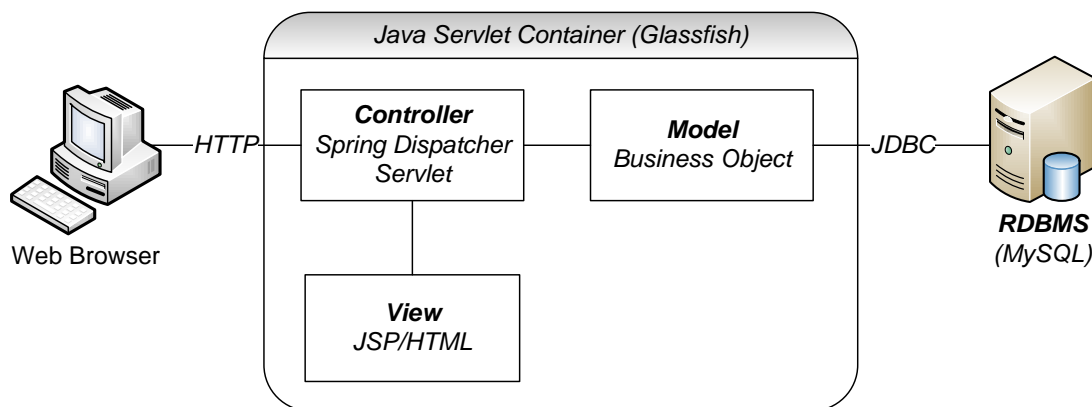 Java Servlet Container (Glassfish)
HTTP
Controller
Spring Dispatcher
Servlet
Model
Business Object
JDBC
Web Browser
RDBMS
(MySQL)
View
JSP/HTML